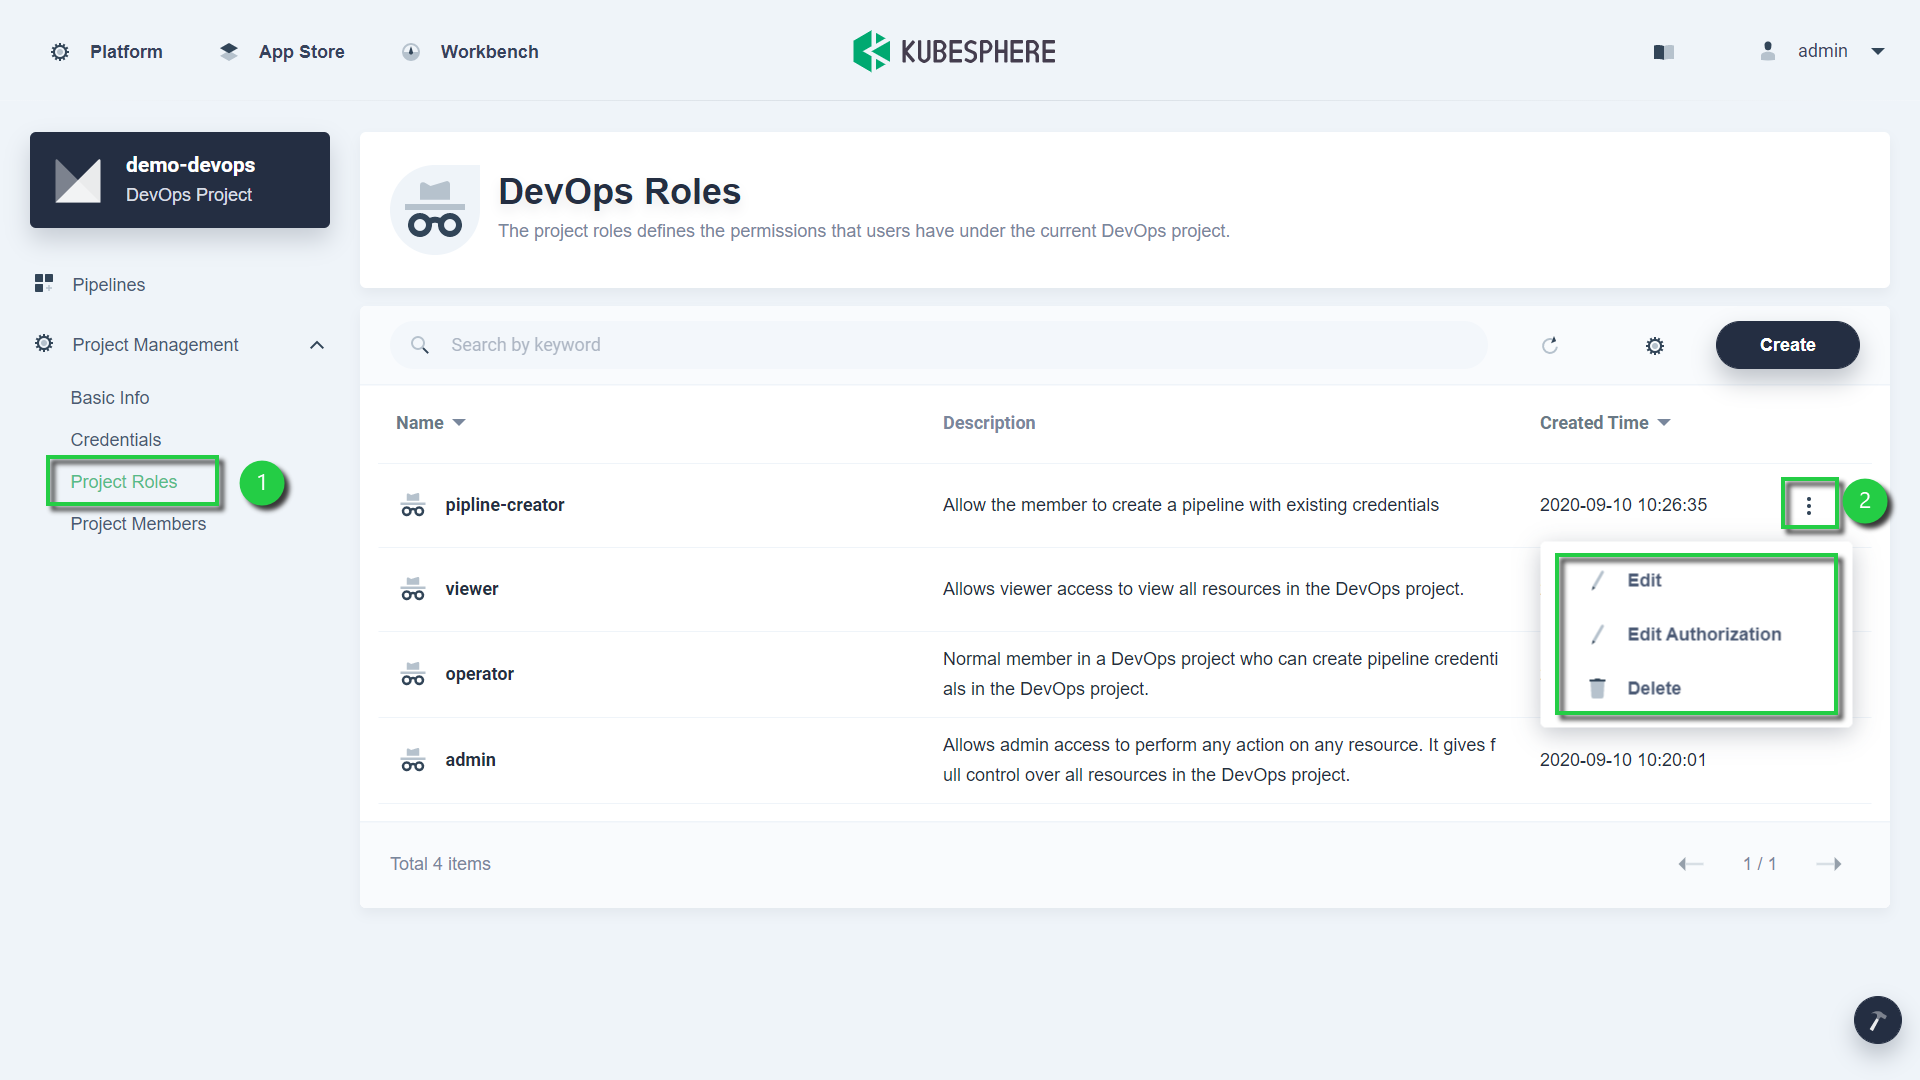 Platform
App Store
Workbench
KUBESPHERE
admin
demo-devops
DevOps Project
Pipelines
Project Management
Basic Info
Credentials
Project Roles
1
Project Members
DevOps Roles
The project roles defines the permissions that users have under the current DevOps project.
Search by keyword
Create
Name
Description
Created Time
pipline-creator
Allow the member to create a pipeline with existing credentials
2020-09-10 10:26:35
2
viewer
Allows viewer access to view all resources in the DevOps project.
Edit
Edit Authorization
Delete
operator
Normal member in a DevOps project who can create pipeline credenti
als in the DevOps project.
admin
Allows admin access to perform any action on any resource. It gives f
ull control over all resources in the DevOps project.
2020-09-10 10:20:01
Total 4 items
1 / 1